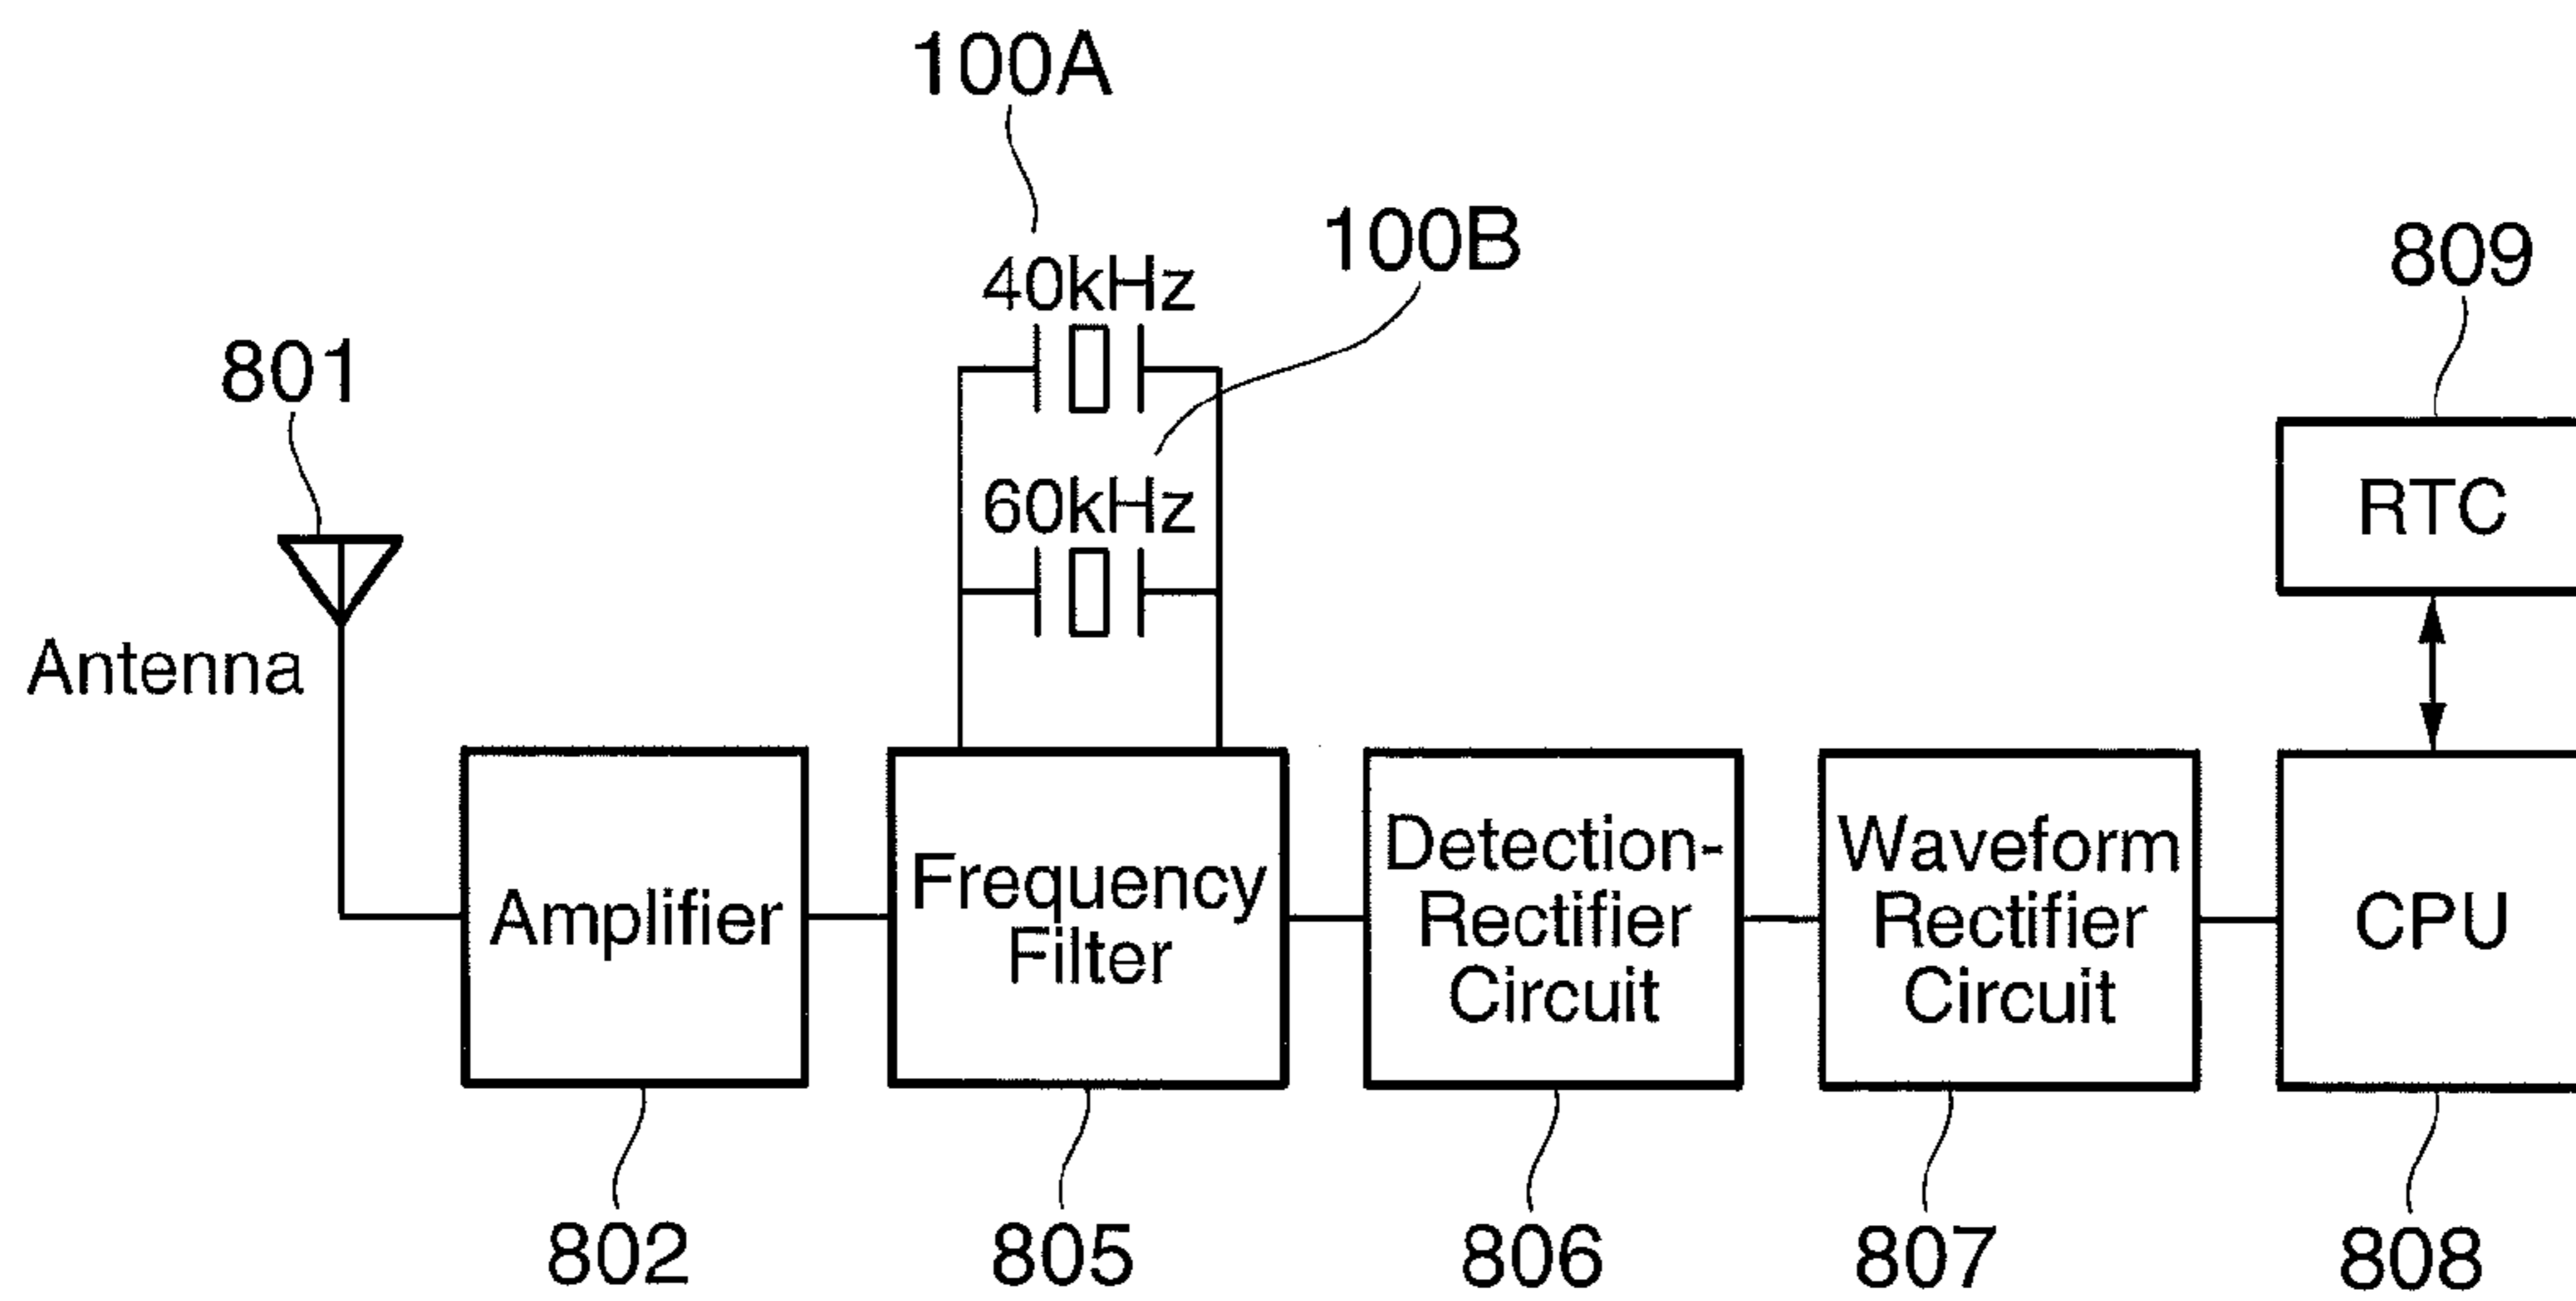 100A
40kHz
100B
60kHz
801
Antenna
809
RTC
Amplifier
Frequency
Filter
Detection-
Rectifier
Circuit
Waveform
Rectifier
Circuit
CPU
802
805
806
807
808